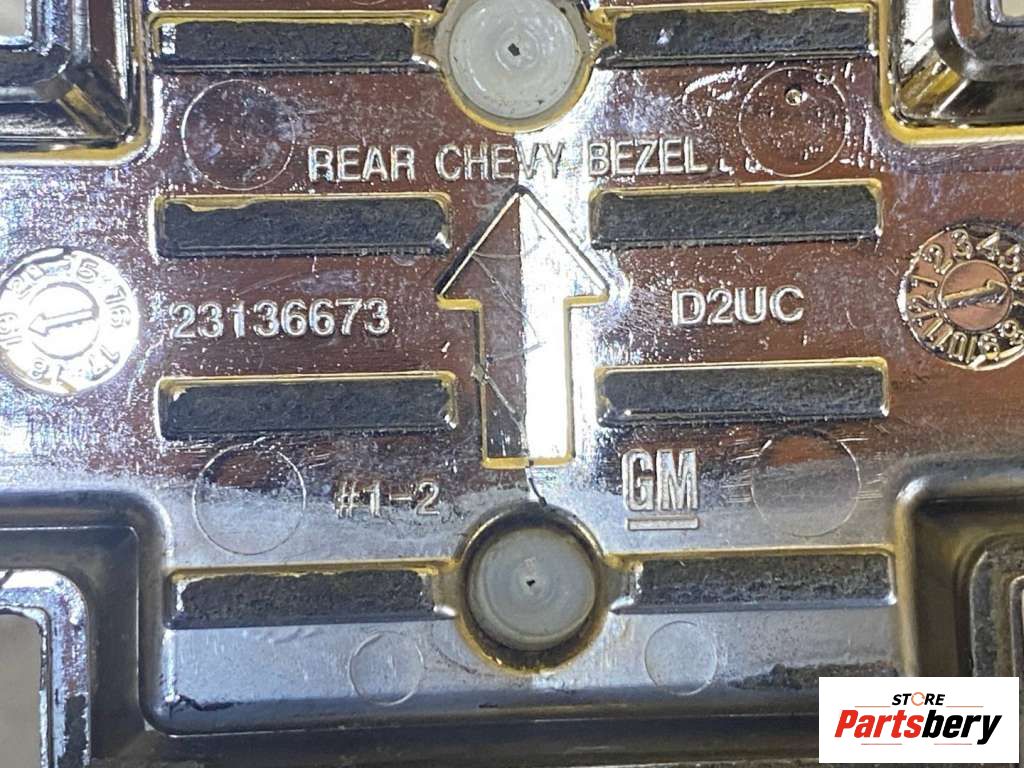 REAR CHEVY BEZEL
23136673
D2UC
#1-2
GM
STORE
Partsbery